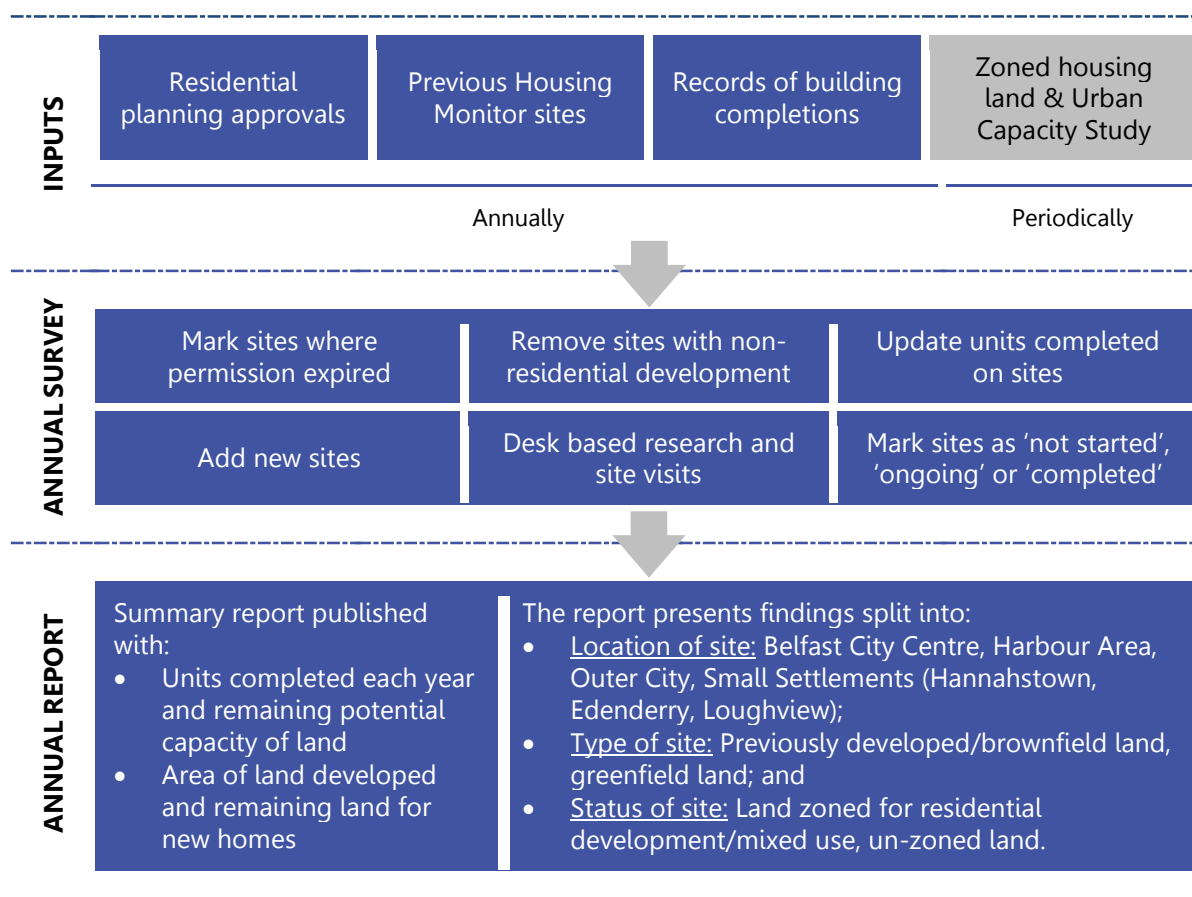 INPUTS
Residential
planning approvals
Previous Housing
Monitor sites
Records of building
completions
Zoned housing
land & Urban
Capacity Study
Annually
Periodically
ANNUAL SURVEY
Mark sites where
permission expired
Remove sites with non-
residential development
Update units completed
on sites
Add new sites
Desk based research and
site visits
Mark sites as ‘not started’,
‘ongoing’ or ‘completed’
ANNUAL REPORT
Summary report published
with:
• Units completed each year
and remaining potential
capacity of land
• Area of land developed
and remaining land for
new homes
The report presents findings split into:
• Location of site: Belfast City Centre, Harbour Area,
Outer City, Small Settlements (Hannahstown,
Edenderry, Loughview);
• Type of site: Previously developed/brownfield land,
greenfield land; and
• Status of site: Land zoned for residential
development/mixed use, un-zoned land.